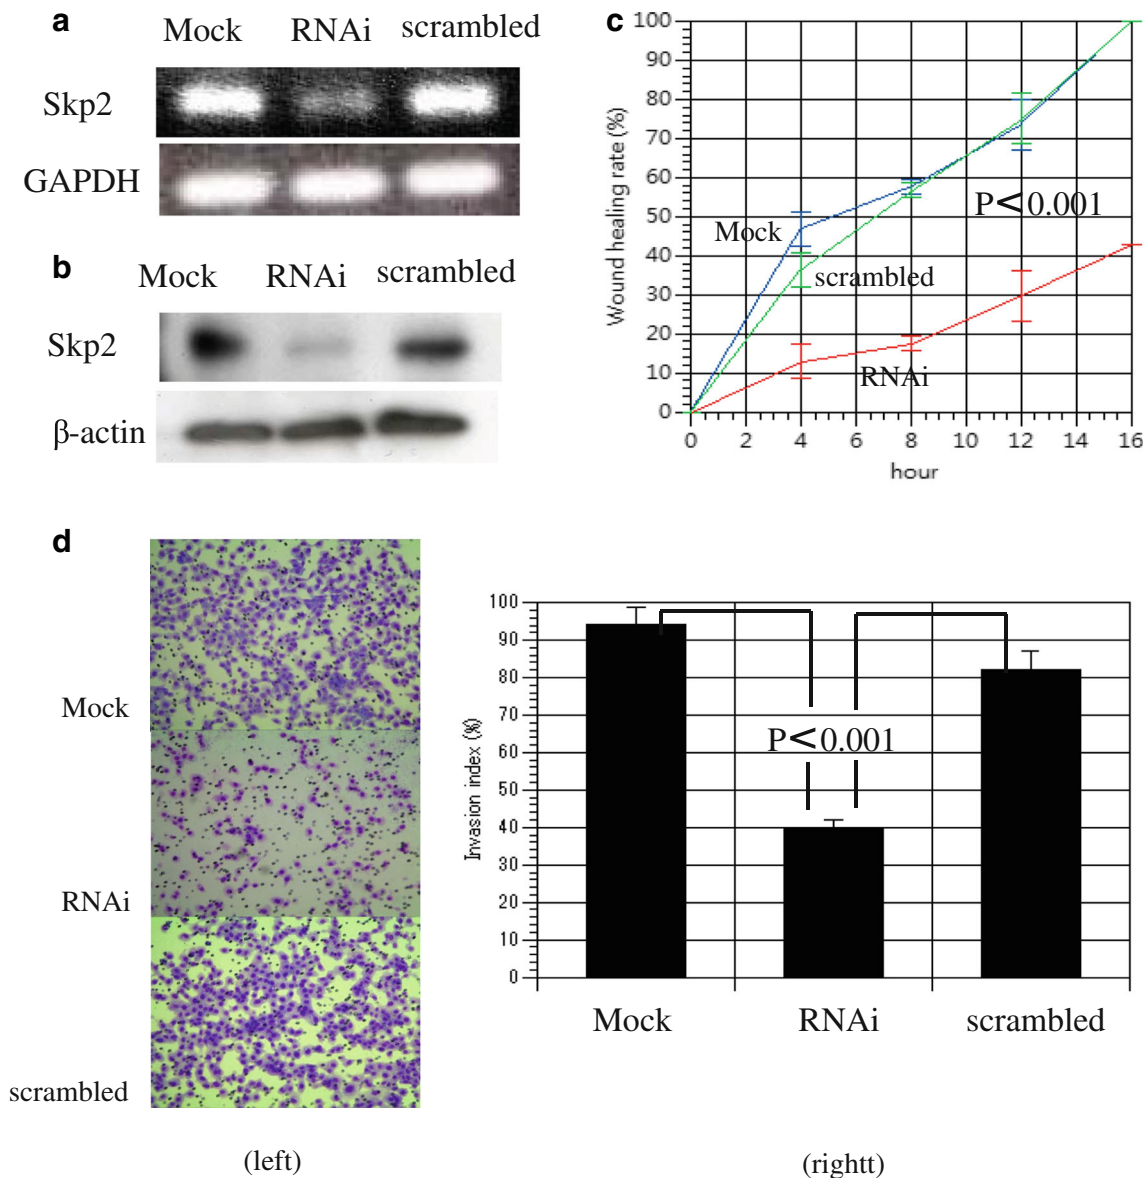 a
Mock RNAi scrambled
Skp2
GAPDH
b
Mock RNAi scrambled
Skp2
β-actin
c
100
90
80
70
60
50
40
30
20
10
0
Wound healing rate (%)
Mock
scrambled
RNAi
P<0.001
0 2 4 6 8 10 12 14 16
hour
d
Mock
RNAi
scrambled
(left)
100
90
80
70
60
50
40
30
20
10
0
Invasion index (%)
P<0.001
Mock RNAi scrambled
(rightt)